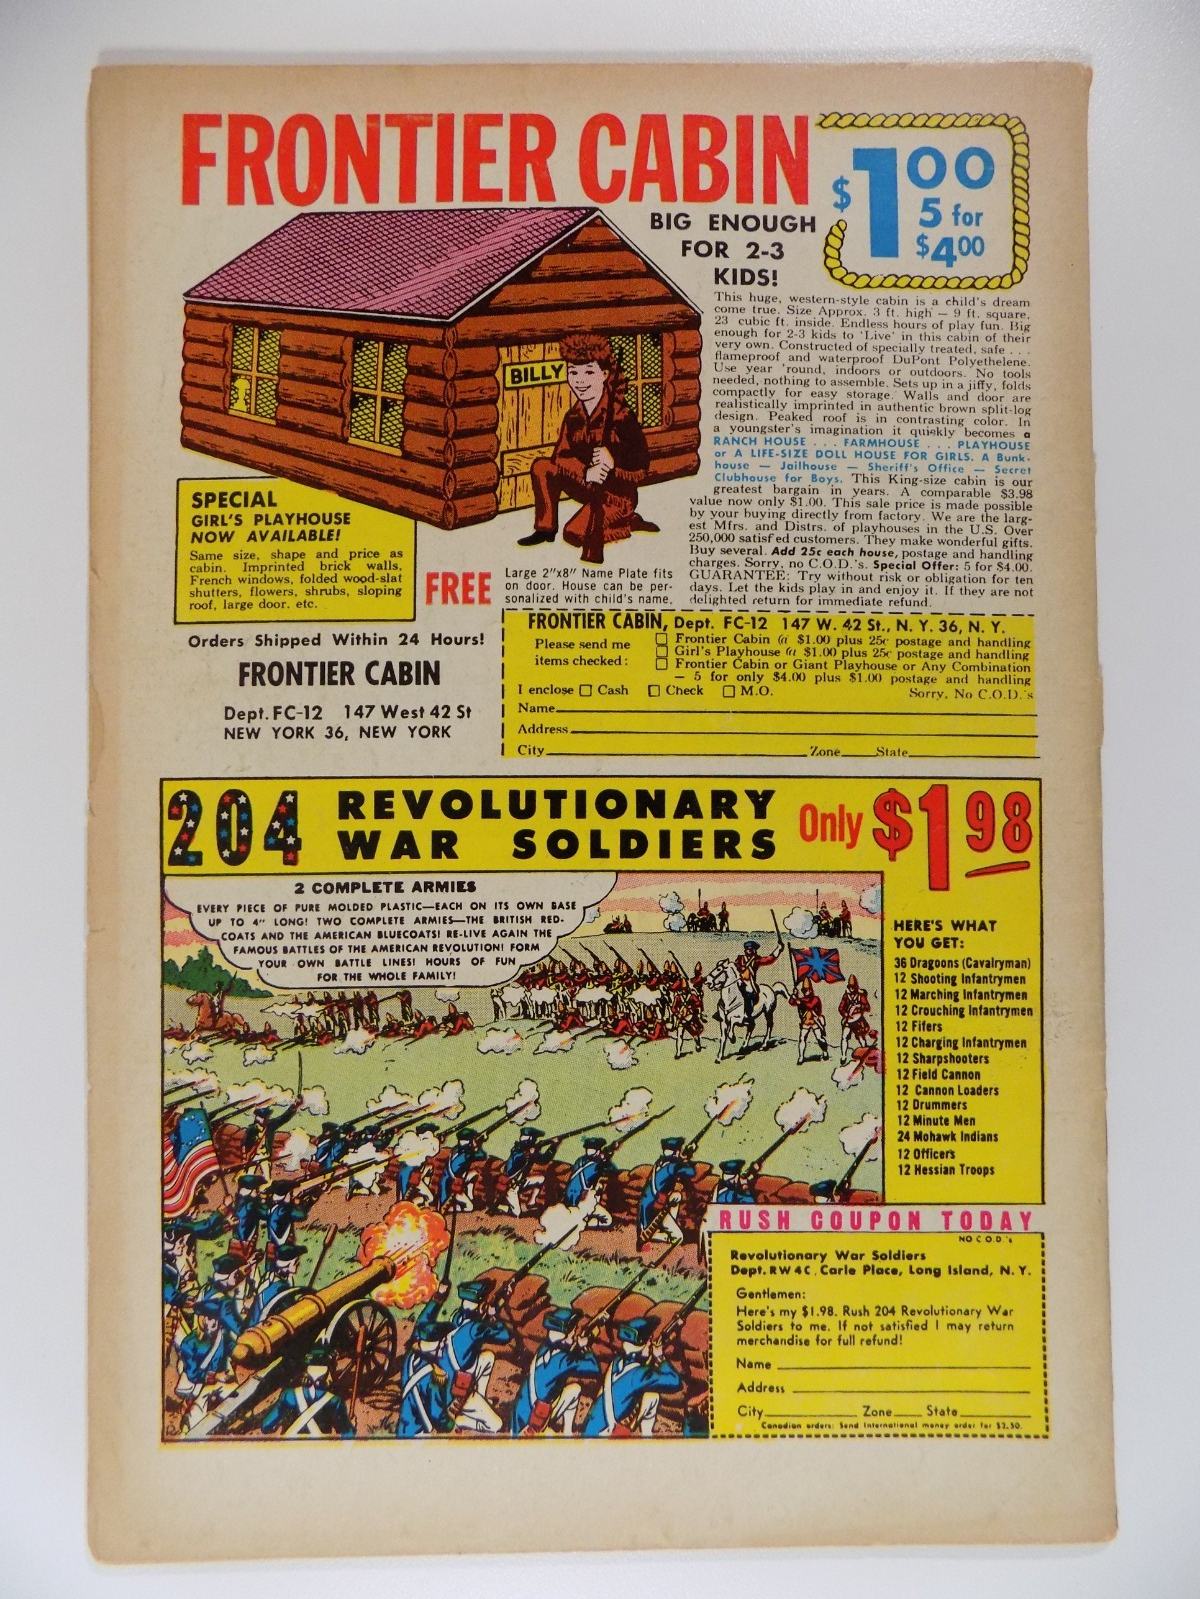 FRONTIER CABIN
$1.00
5 for
$4.00
BIG ENOUGH
FOR 2-3
KIDS!
This huge, western-style cabin is a child's dream
come true. Size Approx. 3 ft. high — 9 ft. square,
23 cubic ft. inside. Endless hours of play fun. Big
enough for 2-3 kids to 'Live' in this cabin of their
very own. Constructed of specially treated, safe . . .
flameproof and waterproof DuPont Polyethelene.
Use year 'round, indoors or outdoors. No tools
needed, nothing to assemble. Sets up in a jiffy, folds
compactly for easy storage. Walls and door are
realistically imprinted in authentic brown split-log
design. Peaked roof is in contrasting color. In
a youngster's imagination it quickly becomes a
RANCH HOUSE . . . FARMHOUSE . . . PLAYHOUSE
or A LIFE-SIZE DOLL HOUSE FOR GIRLS. A Bunk-
house — Jailhouse — Sheriff's Office — Secret
Clubhouse for Boys. This King-size cabin is our
greatest bargain in years. A comparable $3.98
value now only $1.00. This sale price is made possible
by your buying directly from factory. We are the larg-
est Mfrs. and Distrs. of playhouses in the U.S. Over
250,000 satisfied customers. They make wonderful gifts.
Buy several. Add 25c each house, postage and handling
charges. Sorry, no C.O.D.'s. Special Offer: 5 for $4.00.
GUARANTEE: Try without risk or obligation for ten
days. Let the kids play in and enjoy it. If they are not
delighted return for immediate refund.
BILLY
SPECIAL
GIRL'S PLAYHOUSE
NOW AVAILABLE!
Same size, shape and price as
cabin. Imprinted brick walls,
French windows, folded wood-slat
shutters, flowers, shrubs, sloping
roof, large door. etc.
FREE
Large 2"x8" Name Plate fits
on door. House can be per-
sonalized with child's name.
Orders Shipped Within 24 Hours!
FRONTIER CABIN
Dept. FC-12 147 West 42 St
NEW YORK 36, NEW YORK
FRONTIER CABIN, Dept. FC-12 147 W. 42 St., N. Y. 36, N. Y.
Please send me
items checked:
Frontier Cabin @ $1.00 plus 25c postage and handling
Girl's Playhouse @ $1.00 plus 25c postage and handling
Frontier Cabin or Giant Playhouse or Any Combination
— 5 for only $4.00 plus $1.00 postage and handling
I enclose Cash Check M.O. Sorry, No C.O.D.'s
Name
Address
City Zone State
204 REVOLUTIONARY
WAR SOLDIERS
Only $1.98
2 COMPLETE ARMIES
EVERY PIECE OF PURE MOLDED PLASTIC—EACH ON ITS OWN BASE
UP TO 4" LONG! TWO COMPLETE ARMIES—THE BRITISH RED-
COATS AND THE AMERICAN BLUECOATS! RE-LIVE AGAIN THE
FAMOUS BATTLES OF THE AMERICAN REVOLUTION! FORM
YOUR OWN BATTLE LINES! HOURS OF FUN
FOR THE WHOLE FAMILY!
HERE'S WHAT
YOU GET:
36 Dragoons (Cavalryman)
12 Shooting Infantrymen
12 Marching Infantrymen
12 Crouching Infantrymen
12 Fifers
12 Charging Infantrymen
12 Sharpshooters
12 Field Cannon
12 Cannon Loaders
12 Drummers
12 Minute Men
24 Mohawk Indians
12 Officers
12 Hessian Troops
RUSH COUPON TODAY
NO C.O.D.'s
Revolutionary War Soldiers
Dept. RW4C Carle Place, Long Island, N. Y.
Gentlemen:
Here's my $1.98. Rush 204 Revolutionary War
Soldiers to me. If not satisfied I may return
merchandise for full refund!
Name
Address
City Zone State
Canadian orders: Send International money order for $2.50.